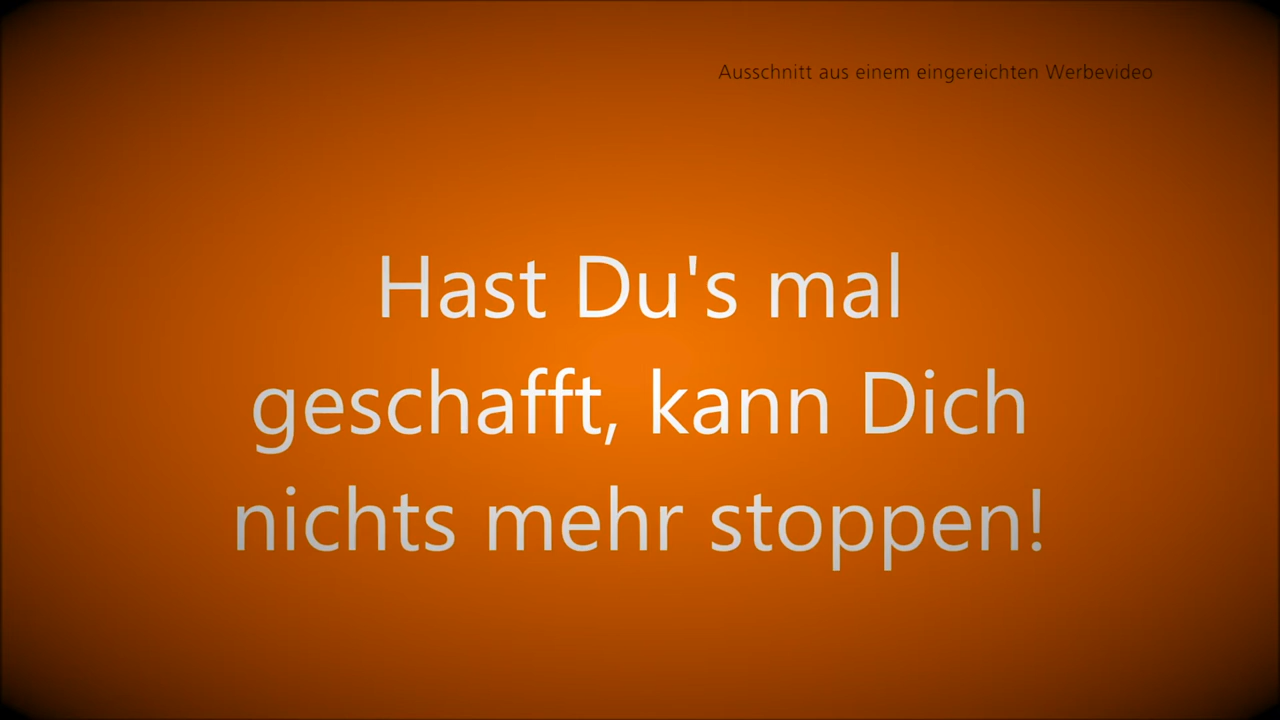 Ausschnitt aus einem eingereichten Werbevideo
Hast Du's mal
geschafft, kann Dich
nichts mehr stoppen!